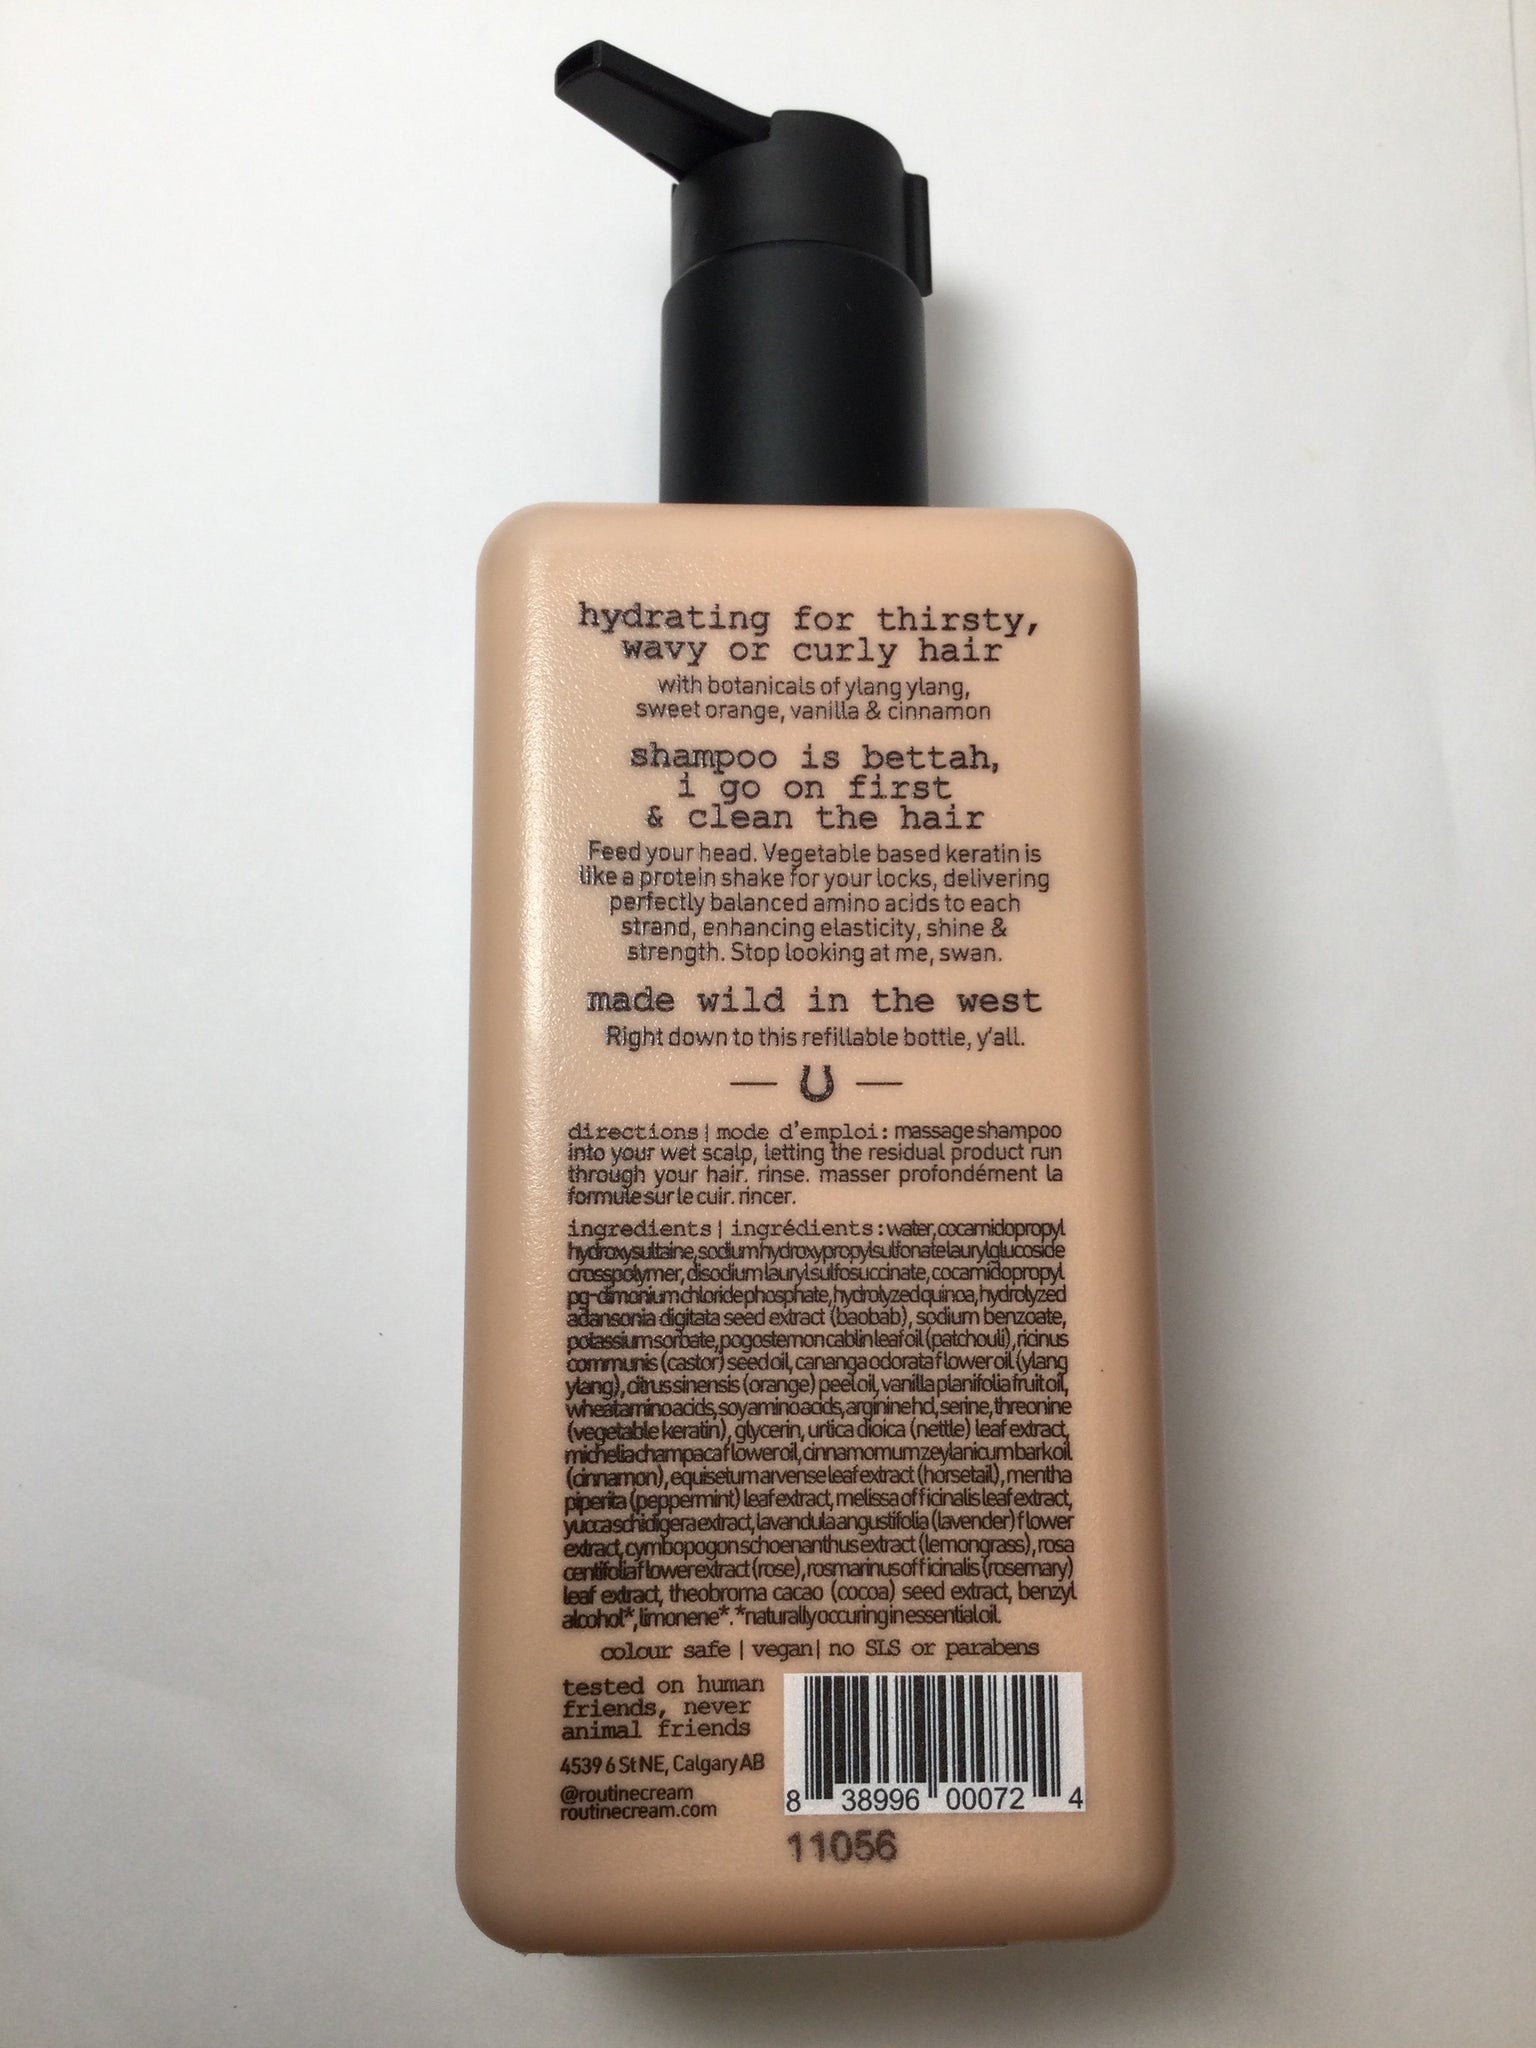 hydrating for thirsty,
wavy or curly hair
with botanicals of ylang ylang,
sweet orange, vanilla & cinnamon
shampoo is bettah,
i go on first
& clean the hair
Feed your head. Vegetable based keratin is
like a protein shake for your locks, delivering
perfectly balanced amino acids to each
strand, enhancing elasticity, shine &
strength. Stop looking at me, swan.
made wild in the west
Right down to this refillable bottle, y'all.
directions | mode d'emploi: massage shampoo
into your wet scalp, letting the residual product run
through your hair. rinse. masser profondément la
formule sur le cuir. rincer.
ingredients | ingrédients: water, cocamidopropyl
hydroxysultaine, sodium hydroxypropylsulfonate laurylglucoside
crosspolymer, disodium lauryl sulfosuccinate, cocamidopropyl
pg-dimonium chloride phosphate, hydrolyzed quinoa, hydrolyzed
adansonia digitata seed extract (baobab), sodium benzoate,
potassium sorbate, pogostemon cablin leaf oil (patchouli), ricinus
communis (castor) seed oil, cananga odorata flower oil (ylang
ylang), citrus sinensis (orange) peel oil, vanilla planifolia fruit oil,
wheat amino acids, soy amino acids, arginine hcl, serine, threonine
(vegetable keratin), glycerin, urtica dioica (nettle) leaf extract,
michelia champaca flower oil, cinnamomum zeylanicum bark oil
(cinnamon), equisetum arvense leaf extract (horsetail), mentha
piperita (peppermint) leaf extract, melissa officinalis leaf extract,
yucca schidigera extract, lavandula angustifolia (lavender) flower
extract, cymbopogon schoenanthus extract (lemongrass), rosa
centifolia flower extract (rose), rosmarinus officinalis (rosemary)
leaf extract, theobroma cacao (cocoa) seed extract, benzyl
alcohol*, limonene*. *naturally occuring in essential oil.
colour safe | vegan | no SLS or parabens
tested on human
friends, never
animal friends
4539 6 St NE, Calgary AB
@routinecream
routinecream.com
8 38996 00072 4
11056